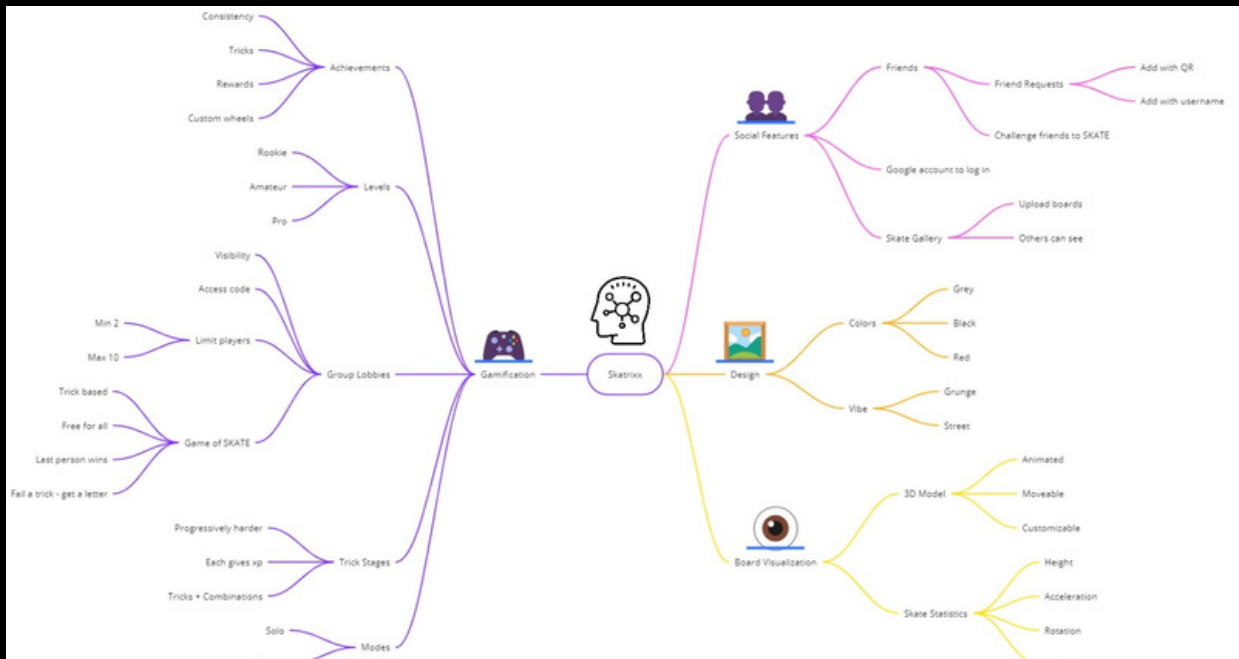 Consistency
Tricks
Rewards
Custom wheels
Achievements
Rookie
Amateur
Pro
Levels
Visibility
Access code
Min 2
Max 10
Limit players
Trick based
Free for all
Last person wins
Fail a trick - get a letter
Game of SKATE
Group Lobbies
Progressively harder
Each gives xp
Tricks + Combinations
Trick Stages
Solo
Modes
Gamification
Skatrixx
Social Features
Friends
Friend Requests
Add with QR
Add with username
Challenge friends to SKATE
Google account to log in
Skate Gallery
Upload boards
Others can see
Design
Colors
Grey
Black
Red
Vibe
Grunge
Street
Board Visualization
3D Model
Animated
Moveable
Customizable
Skate Statistics
Height
Acceleration
Rotation